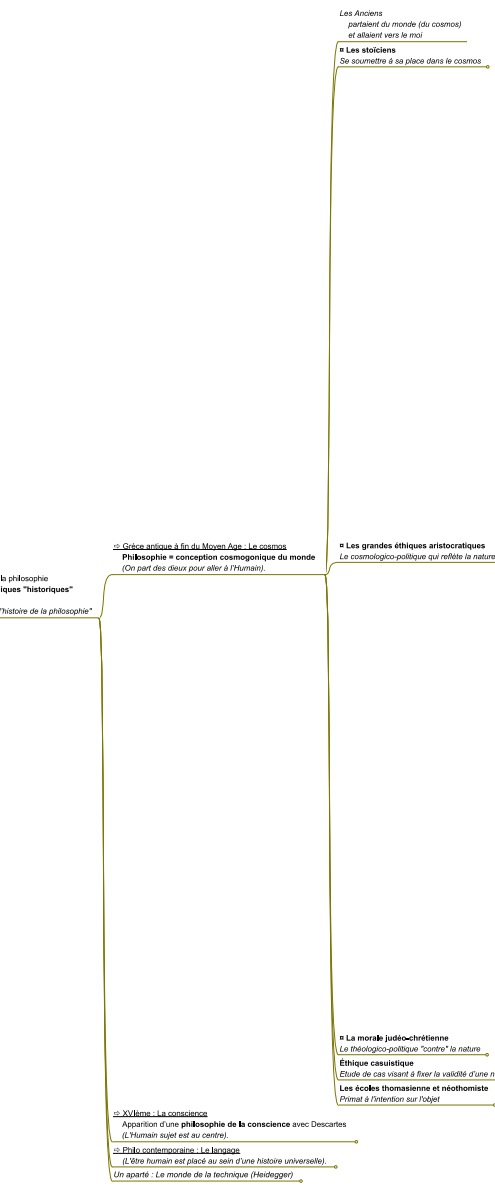 Les Anciens
partaient du monde (du cosmos)
et allaient vers le moi
¤ Les stoïciens
Se soumettre à sa place dans le cosmos
⇨ Grèce antique à fin du Moyen Age : Le cosmos
Philosophie = conception cosmogonique du monde
(On part des dieux pour aller à l'Humain).
¤ Les grandes éthiques aristocratiques
Le cosmologico-politique qui reflète la nature
la philosophie
iques "historiques"
l'histoire de la philosophie"
¤ La morale judéo-chrétienne
Le théologico-politique "contre" la nature
Éthique casuistique
Etude de cas visant à fixer la validité d'une n
Les écoles thomasienne et néothomiste
Primat à l'intention sur l'objet
⇨ XVIème : La conscience
Apparition d'une philosophie de la conscience avec Descartes
(L'Humain sujet est au centre).
⇨ Philo contemporaine : Le langage
(L'être humain est placé au sein d'une histoire universelle).
Un aparté : Le monde de la technique (Heidegger)